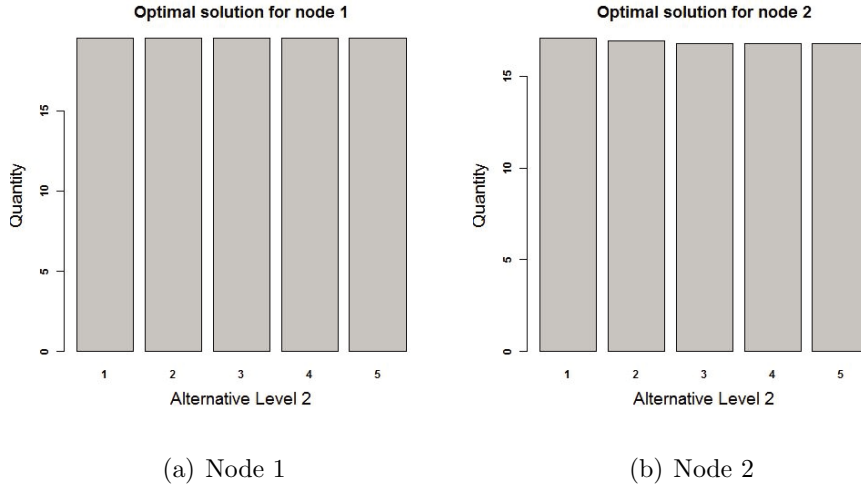 Optimal solution for node 1
Quantity
0
5
10
15
1 2 3 4 5
Alternative Level 2
(a) Node 1
Optimal solution for node 2
Quantity
0
5
10
15
1 2 3 4 5
Alternative Level 2
(b) Node 2